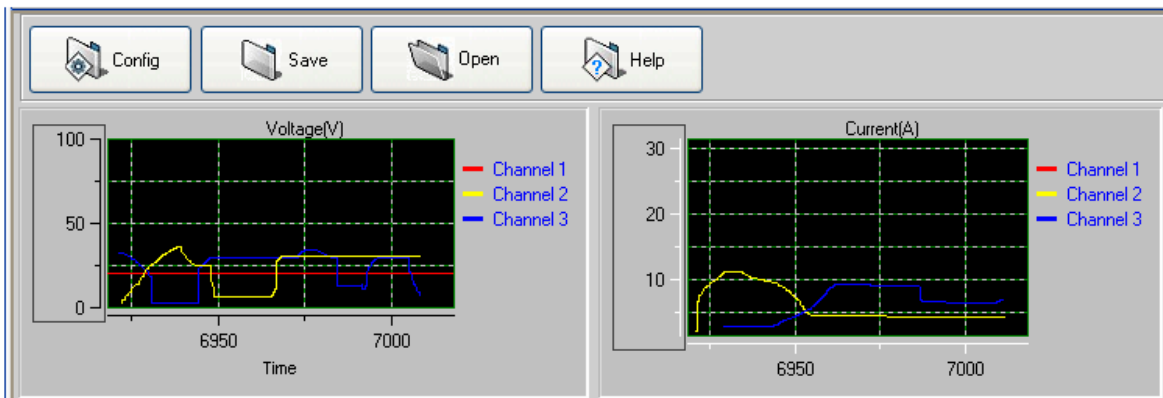 Config Save Open Help
Voltage(V)
100
50
0
6950 7000
Time
Channel 1
Channel 2
Channel 3
Current(A)
30
20
10
6950 7000
Channel 1
Channel 2
Channel 3